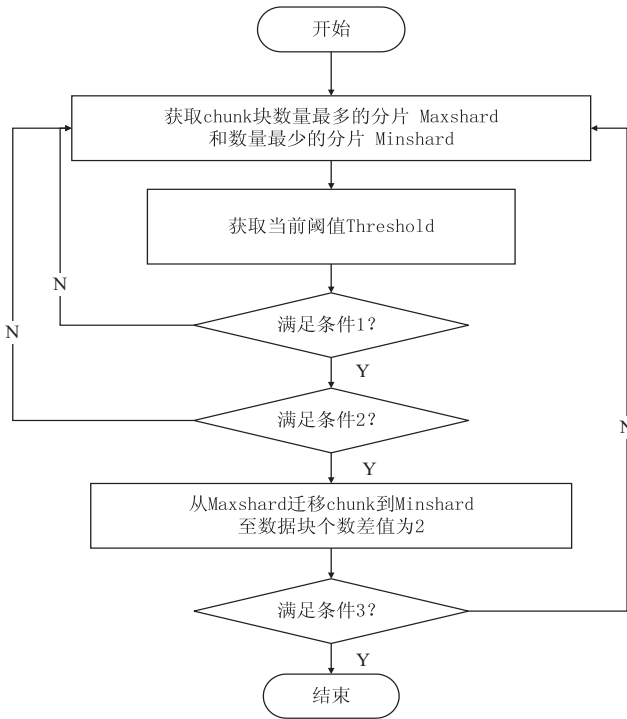 开始
获取chunk块数量最多的分片 Maxshard
和数量最少的分片 Minshard
获取当前阈值Threshold
N
满足条件1?
N
Y
满足条件2?
N
Y
从Maxshard迁移chunk到Minshard
至数据块个数差值为2
满足条件3?
Y
结束